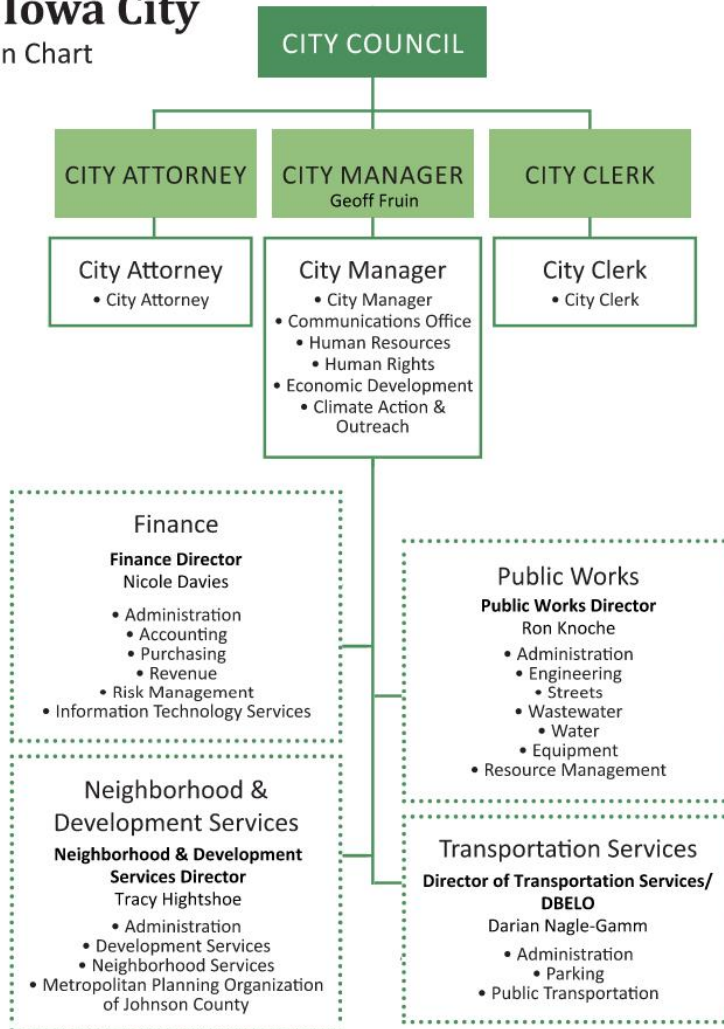 Iowa City
n Chart
CITY COUNCIL
CITY ATTORNEY
CITY MANAGER
Geoff Fruin
CITY CLERK
City Attorney
• City Attorney
City Manager
• City Manager
• Communications Office
• Human Resources
• Human Rights
• Economic Development
• Climate Action &
Outreach
City Clerk
• City Clerk
Finance
Finance Director
Nicole Davies
• Administration
• Accounting
• Purchasing
• Revenue
• Risk Management
• Information Technology Services
Public Works
Public Works Director
Ron Knoche
• Administration
• Engineering
• Streets
• Wastewater
• Water
• Equipment
• Resource Management
Neighborhood &
Development Services
Neighborhood & Development
Services Director
Tracy Hightshoe
• Administration
• Development Services
• Neighborhood Services
• Metropolitan Planning Organization
of Johnson County
Transportation Services
Director of Transportation Services/
DBELO
Darian Nagle-Gamm
• Administration
• Parking
• Public Transportation